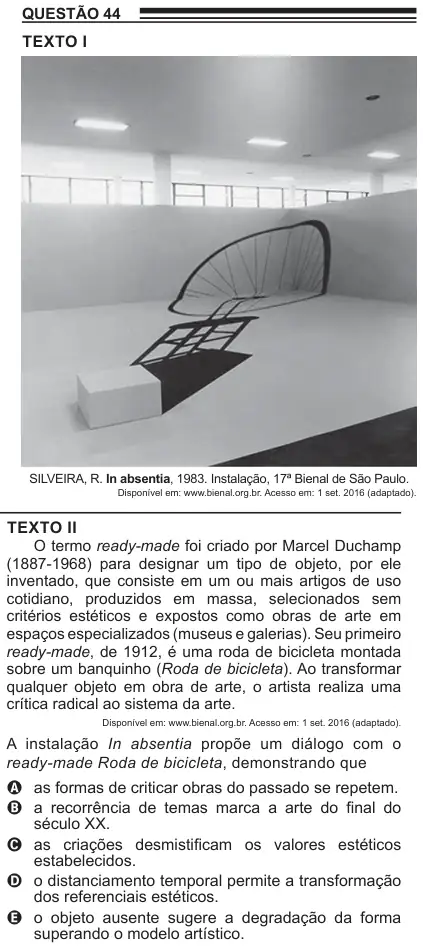 QUESTÃO 44
TEXTO I
SILVEIRA, R. In absentia, 1983. Instalação, 17ª Bienal de São Paulo.
Disponível em: www.bienal.org.br. Acesso em: 1 set. 2016 (adaptado).
TEXTO II
O termo ready-made foi criado por Marcel Duchamp
(1887-1968) para designar um tipo de objeto, por ele
inventado, que consiste em um ou mais artigos de uso
cotidiano, produzidos em massa, selecionados sem
critérios estéticos e expostos como obras de arte em
espaços especializados (museus e galerias). Seu primeiro
ready-made, de 1912, é uma roda de bicicleta montada
sobre um banquinho (Roda de bicicleta). Ao transformar
qualquer objeto em obra de arte, o artista realiza uma
crítica radical ao sistema da arte.
Disponível em: www.bienal.org.br. Acesso em: 1 set. 2016 (adaptado).
A instalação In absentia propõe um diálogo com o
ready-made Roda de bicicleta, demonstrando que
A as formas de criticar obras do passado se repetem.
B a recorrência de temas marca a arte do final do
século XX.
C as criações desmistificam os valores estéticos
estabelecidos.
D o distanciamento temporal permite a transformação
dos referenciais estéticos.
E o objeto ausente sugere a degradação da forma
superando o modelo artístico.